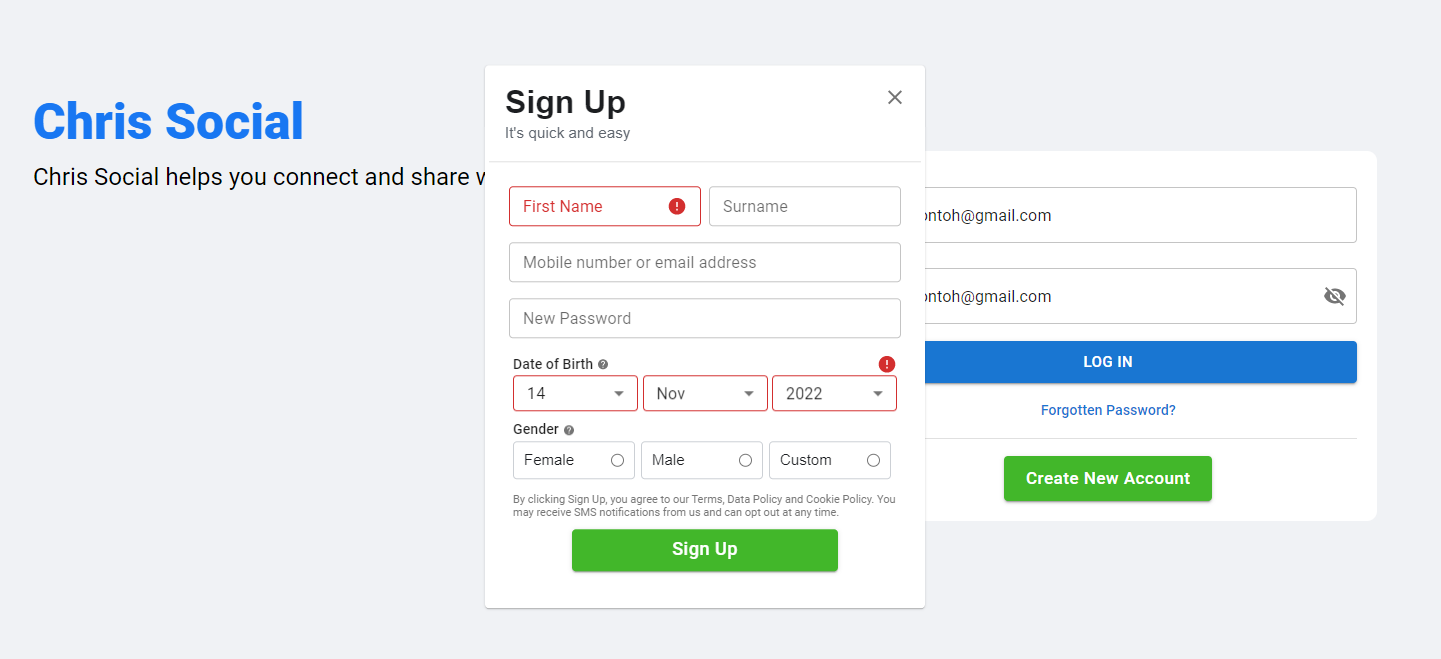 Chris Social
Chris Social helps you connect and share
Sign Up
It's quick and easy
First Name
Surname
Mobile number or email address
New Password
Date of Birth
14
Nov
2022
Gender
Female
Male
Custom
By clicking Sign Up, you agree to our Terms, Data Policy and Cookie Policy. You
may receive SMS notifications from us and can opt out at any time.
Sign Up
ontoh@gmail.com
ontoh@gmail.com
LOG IN
Forgotten Password?
Create New Account